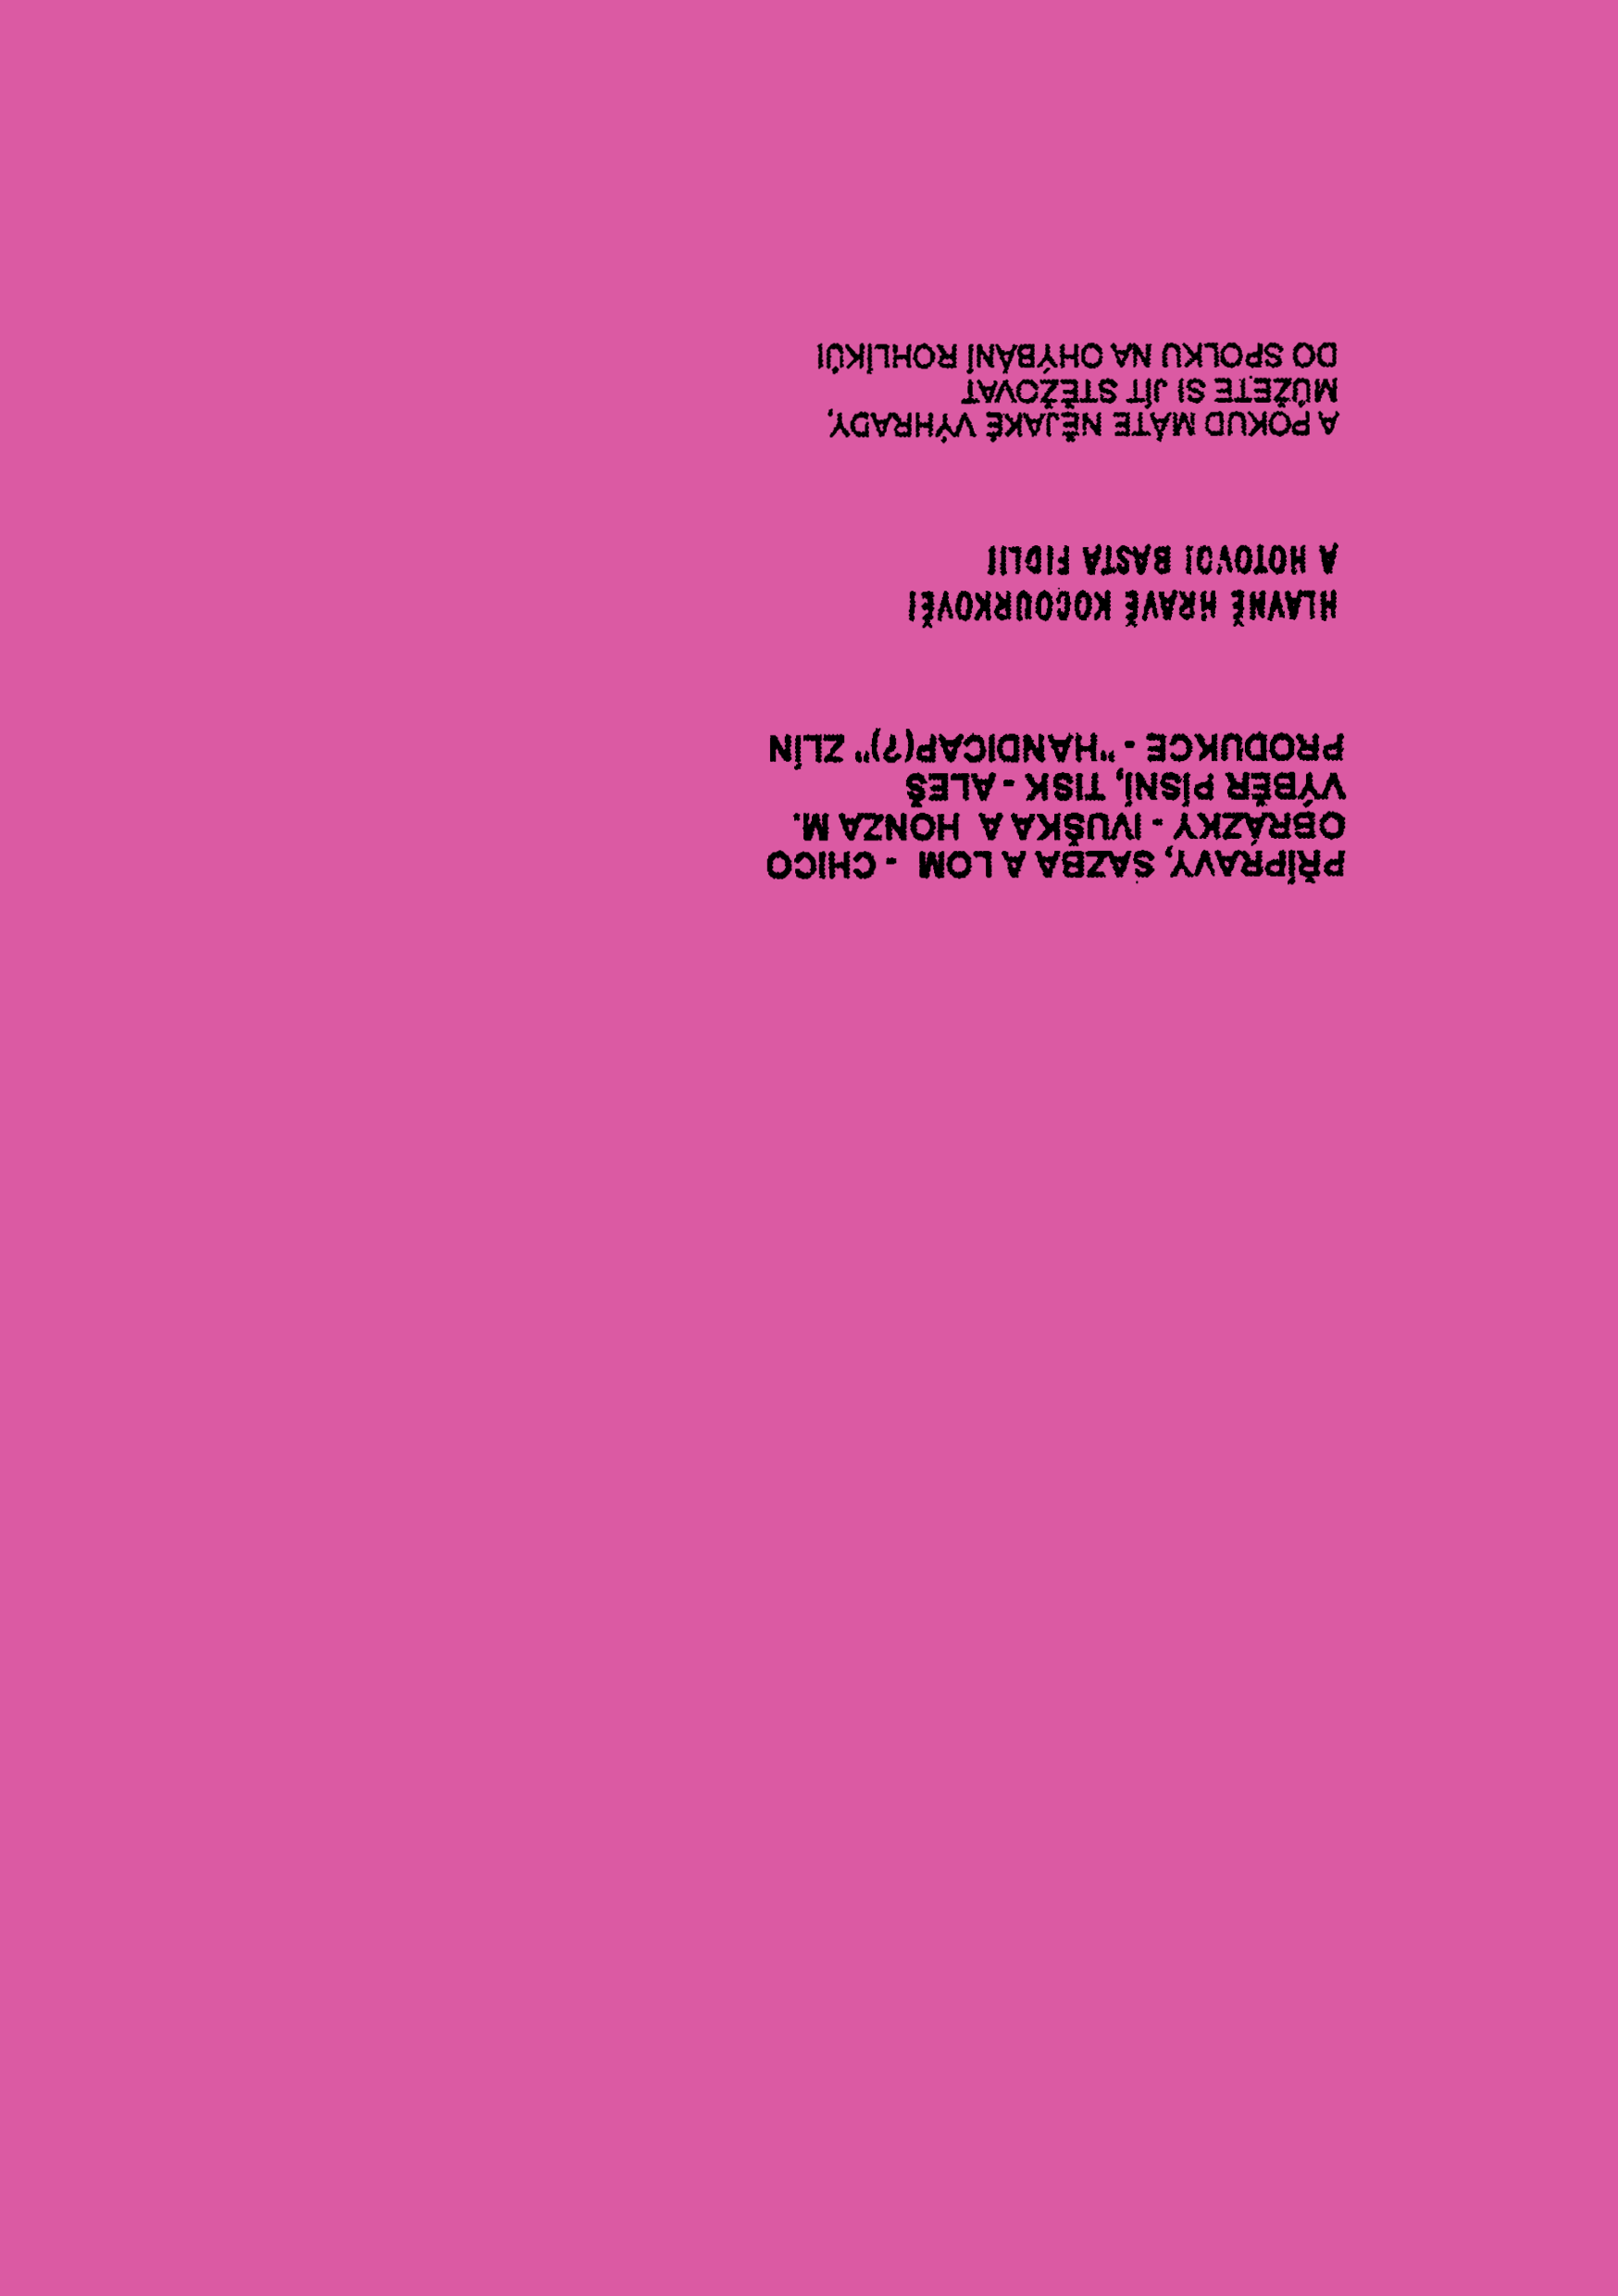 PŘÍPRAVY, SAZBA A LOM - CHICO
OBRÁZKY - IVUŠKA A HONZA M.
VÝBĚR PÍSNÍ, TISK - ALEŠ
PRODUKCE - "HANDICAP(?)" ZLÍN
HLAVNĚ HRAVĚ KOCOURKOVĚ!
A HOTOVO! BASTA FIDLI!
A POKUD MÁTE NĚJAKÉ VÝHRADY,
MŮŽETE SI JÍT STĚŽOVAT
DO SPOLKU NA OHÝBÁNÍ ROHLÍKŮ!